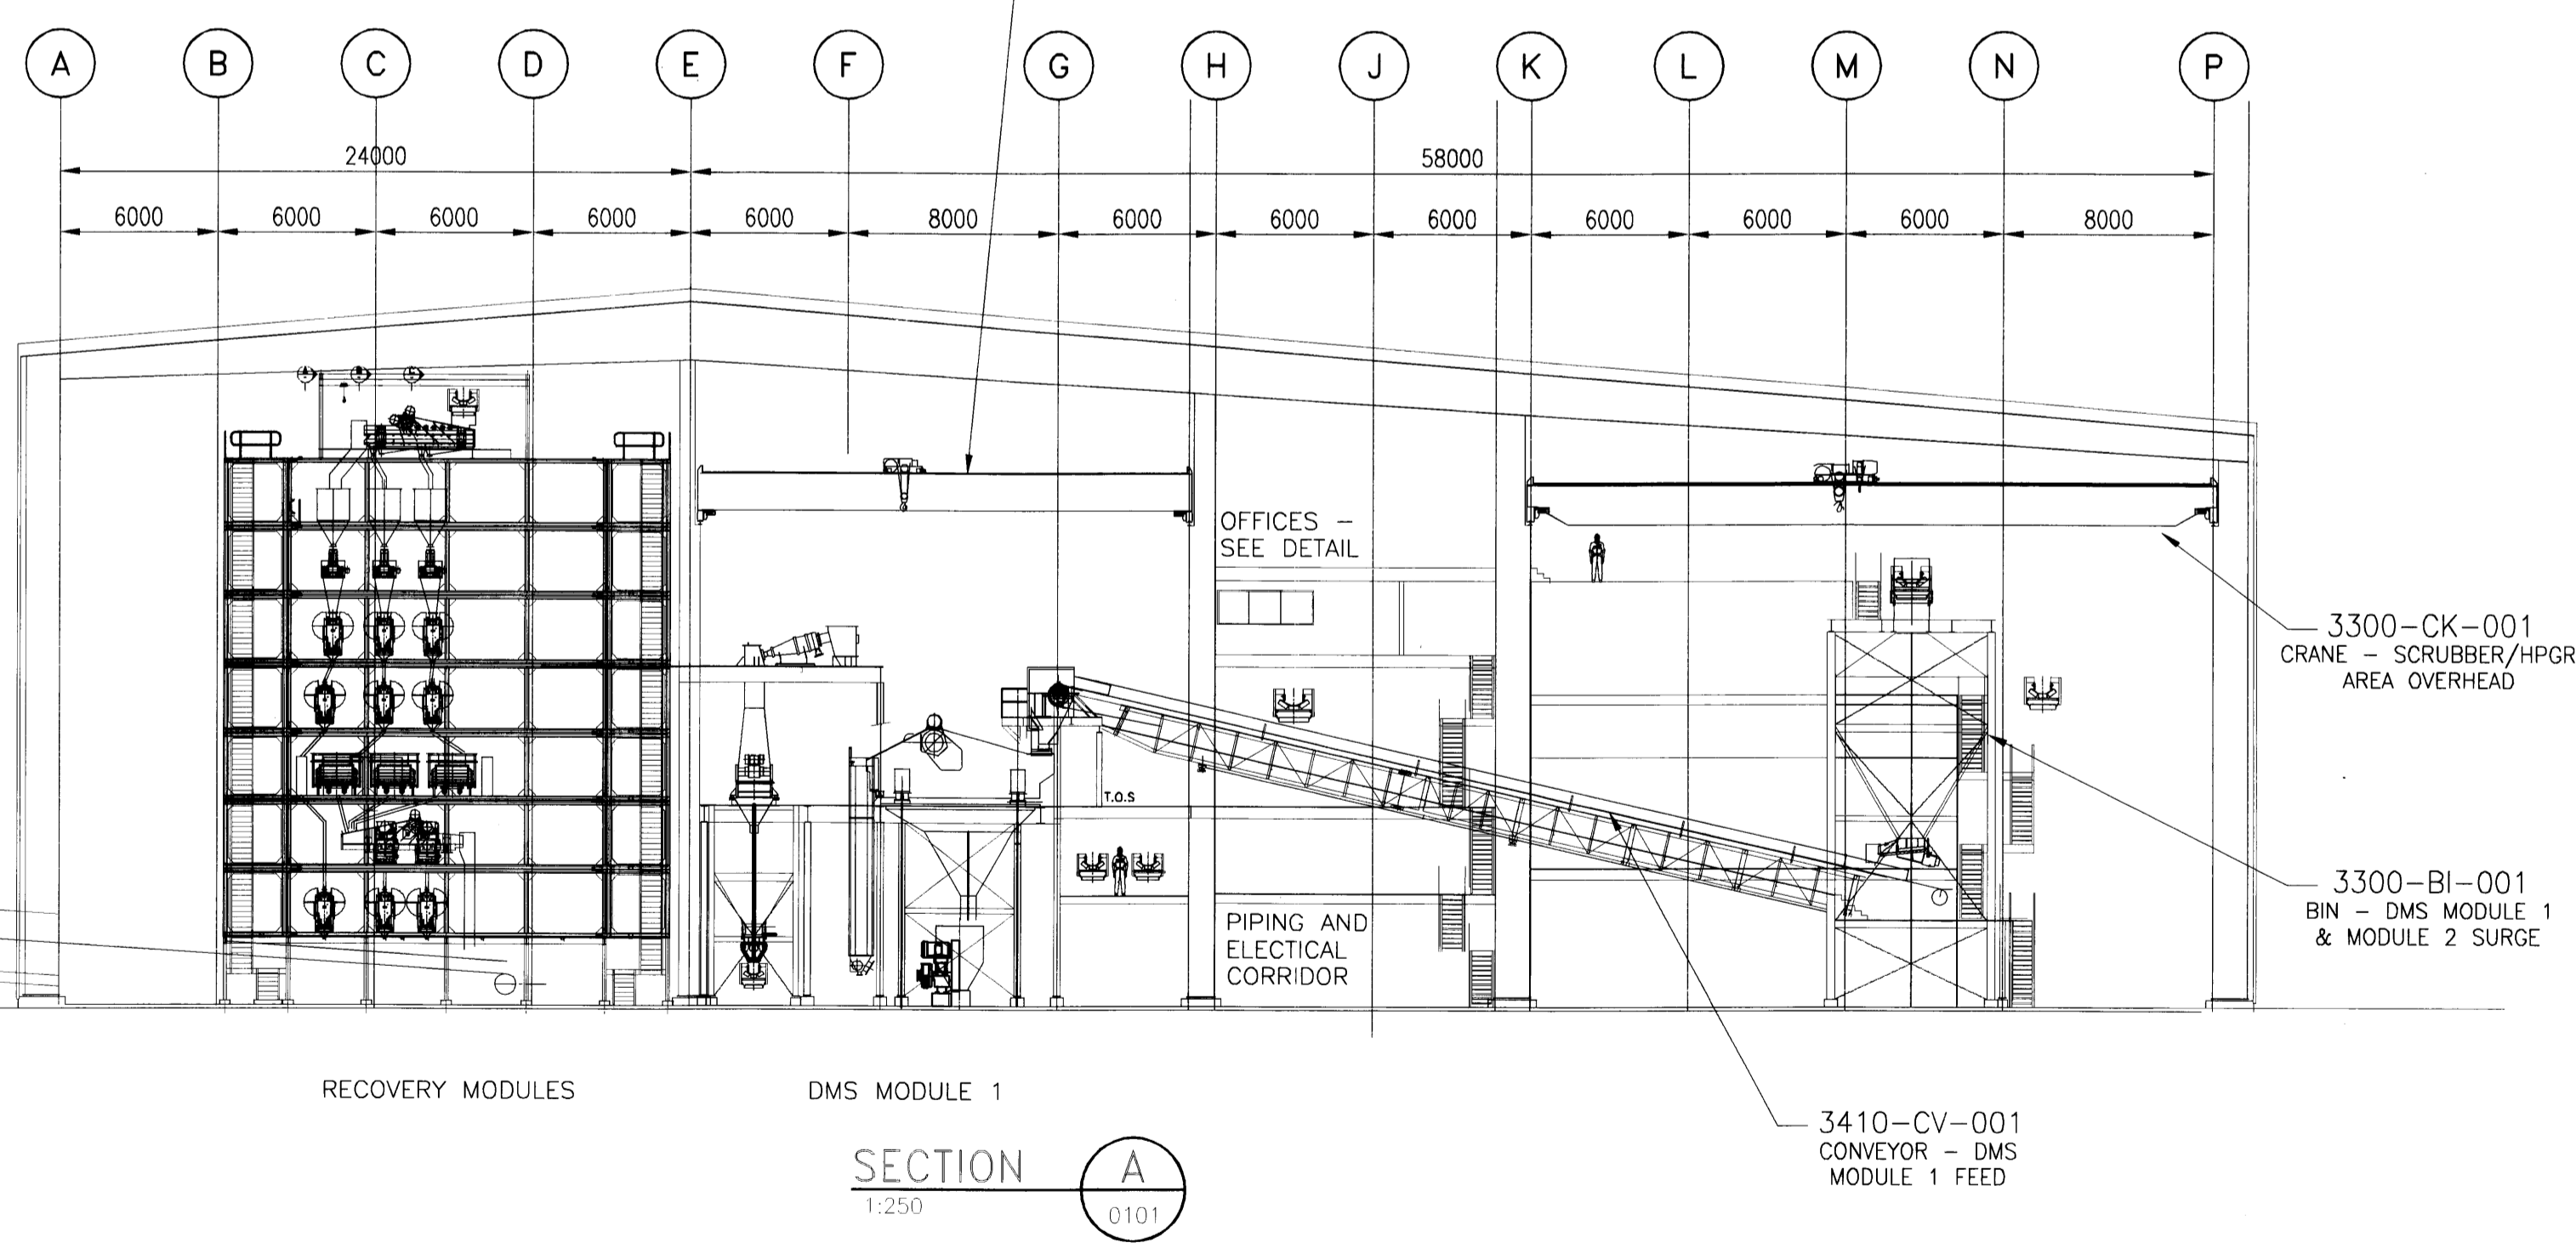 A B C D E F G H J K L M N P
24000 58000
6000 6000 6000 6000 6000 8000 6000 6000 6000 6000 6000 6000 8000
A B C
OFFICES –
SEE DETAIL
3300-CK-001
CRANE – SCRUBBER/HPGR
AREA OVERHEAD
T.O.S
3300-BI-001
BIN – DMS MODULE 1
& MODULE 2 SURGE
PIPING AND
ELECTICAL
CORRIDOR
RECOVERY MODULES
DMS MODULE 1
3410-CV-001
CONVEYOR – DMS
MODULE 1 FEED
SECTION A
1:250 0101